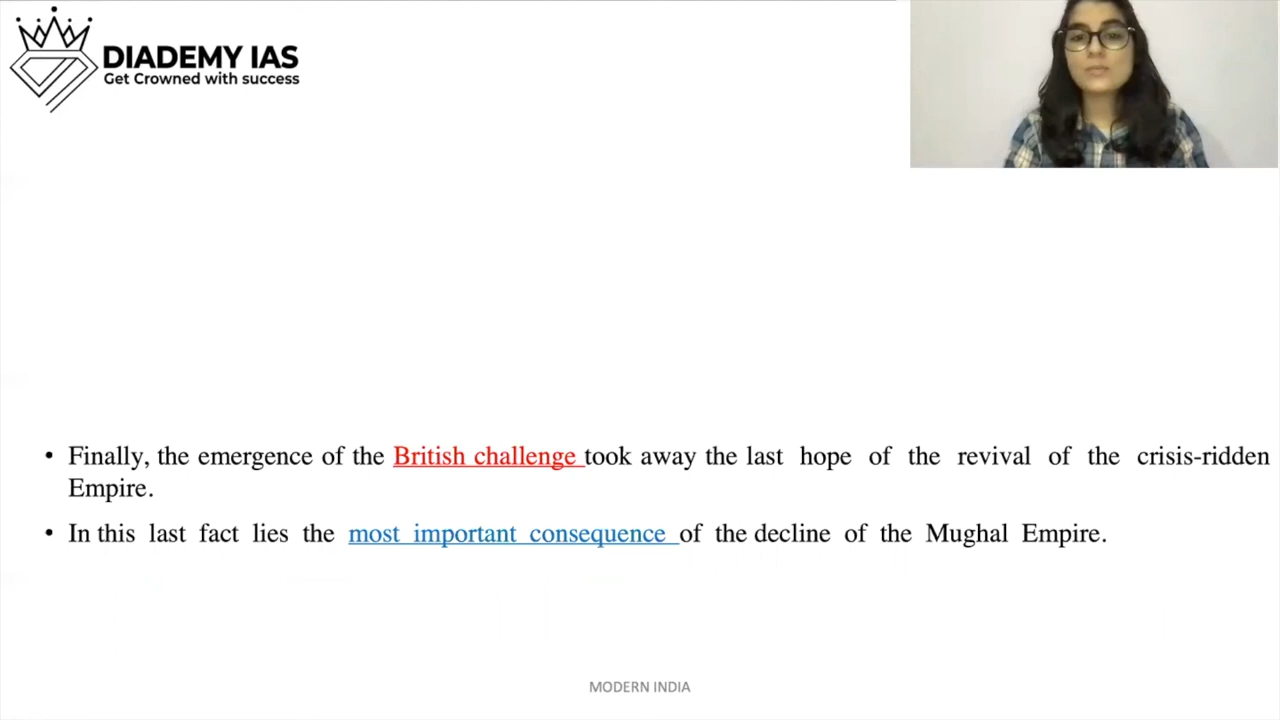 DIADEMY IAS
Get Crowned with success
• Finally, the emergence of the British challenge took away the last hope of the revival of the crisis-ridden
Empire.
• In this last fact lies the most important consequence of the decline of the Mughal Empire.
MODERN INDIA